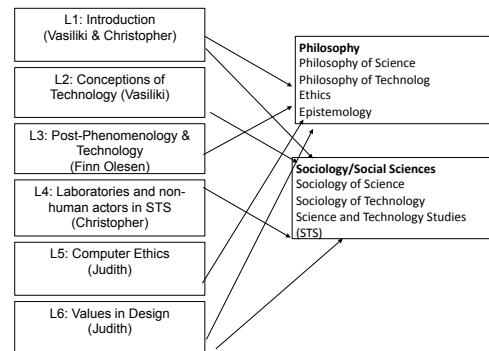 L1: Introduction
(Vasiliki & Christopher)
L2: Conceptions of
Technology (Vasiliki)
L3: Post-Phenomenology &
Technology
(Finn Olesen)
L4: Laboratories and non-
human actors in STS
(Christopher)
L5: Computer Ethics
(Judith)
L6: Values in Design
(Judith)
Philosophy
Philosophy of Science
Philosophy of Technolog
Ethics
Epistemology
Sociology/Social Sciences
Sociology of Science
Sociology of Technology
Science and Technology Studies
(STS)